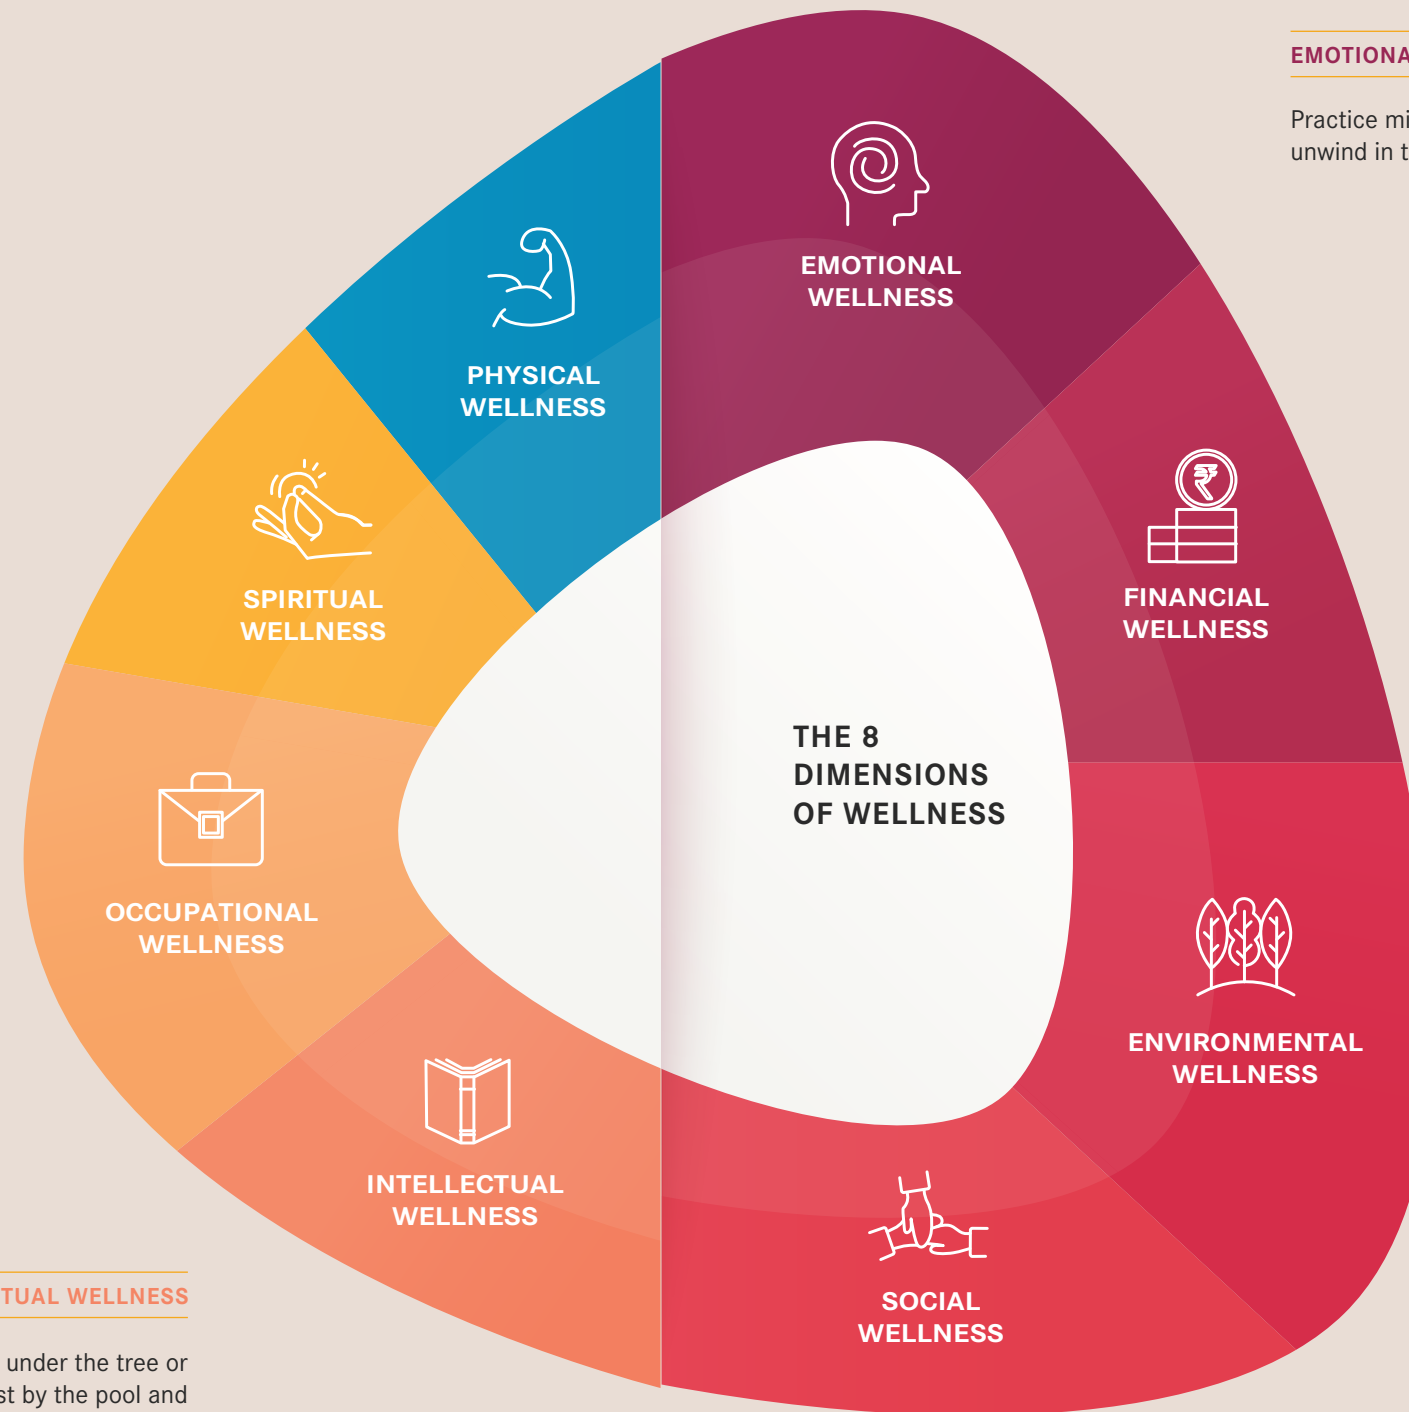 EMOTIONA
Practice mi
unwind in t
EMOTIONAL
WELLNESS
PHYSICAL
WELLNESS
FINANCIAL
WELLNESS
SPIRITUAL
WELLNESS
THE 8
DIMENSIONS
OF WELLNESS
OCCUPATIONAL
WELLNESS
ENVIRONMENTAL
WELLNESS
INTELLECTUAL
WELLNESS
SOCIAL
WELLNESS
TUAL WELLNESS
under the tree or
st by the pool and